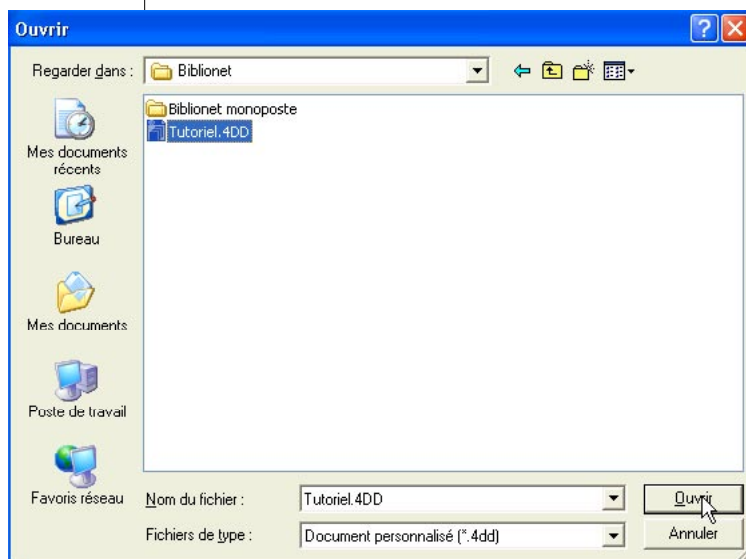 Ouvrir
Regarder dans :
Biblionet
Biblionet monoposte
Tutoriel.4DD
Mes documents
récents
Bureau
Mes documents
Poste de travail
Favoris réseau
Nom du fichier :
Tutoriel.4DD
Ouvrir
Fichiers de type :
Document personnalisé (*.4dd)
Annuler